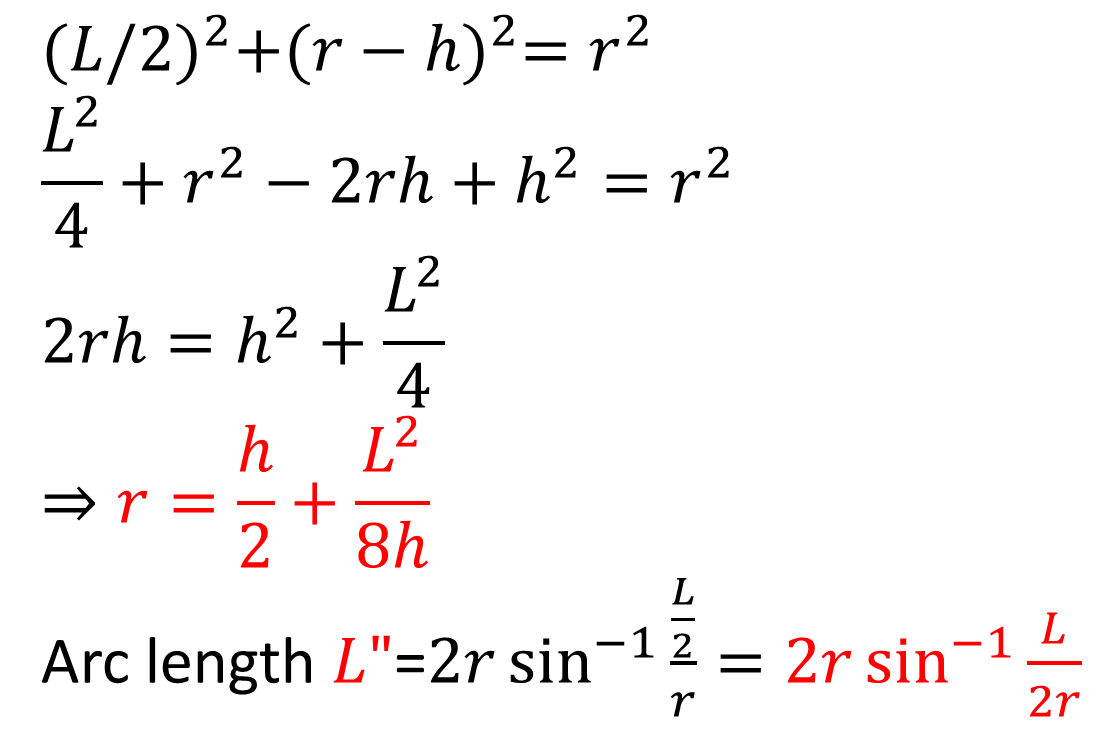 (L/2)²+(r − h)²= r²
L²/4 + r² − 2rh + h² = r²
2rh = h² + L²/4
⇒ r = h/2 + L²/8h
Arc length L"=2r sin⁻¹ (L/2)/r = 2r sin⁻¹ L/2r